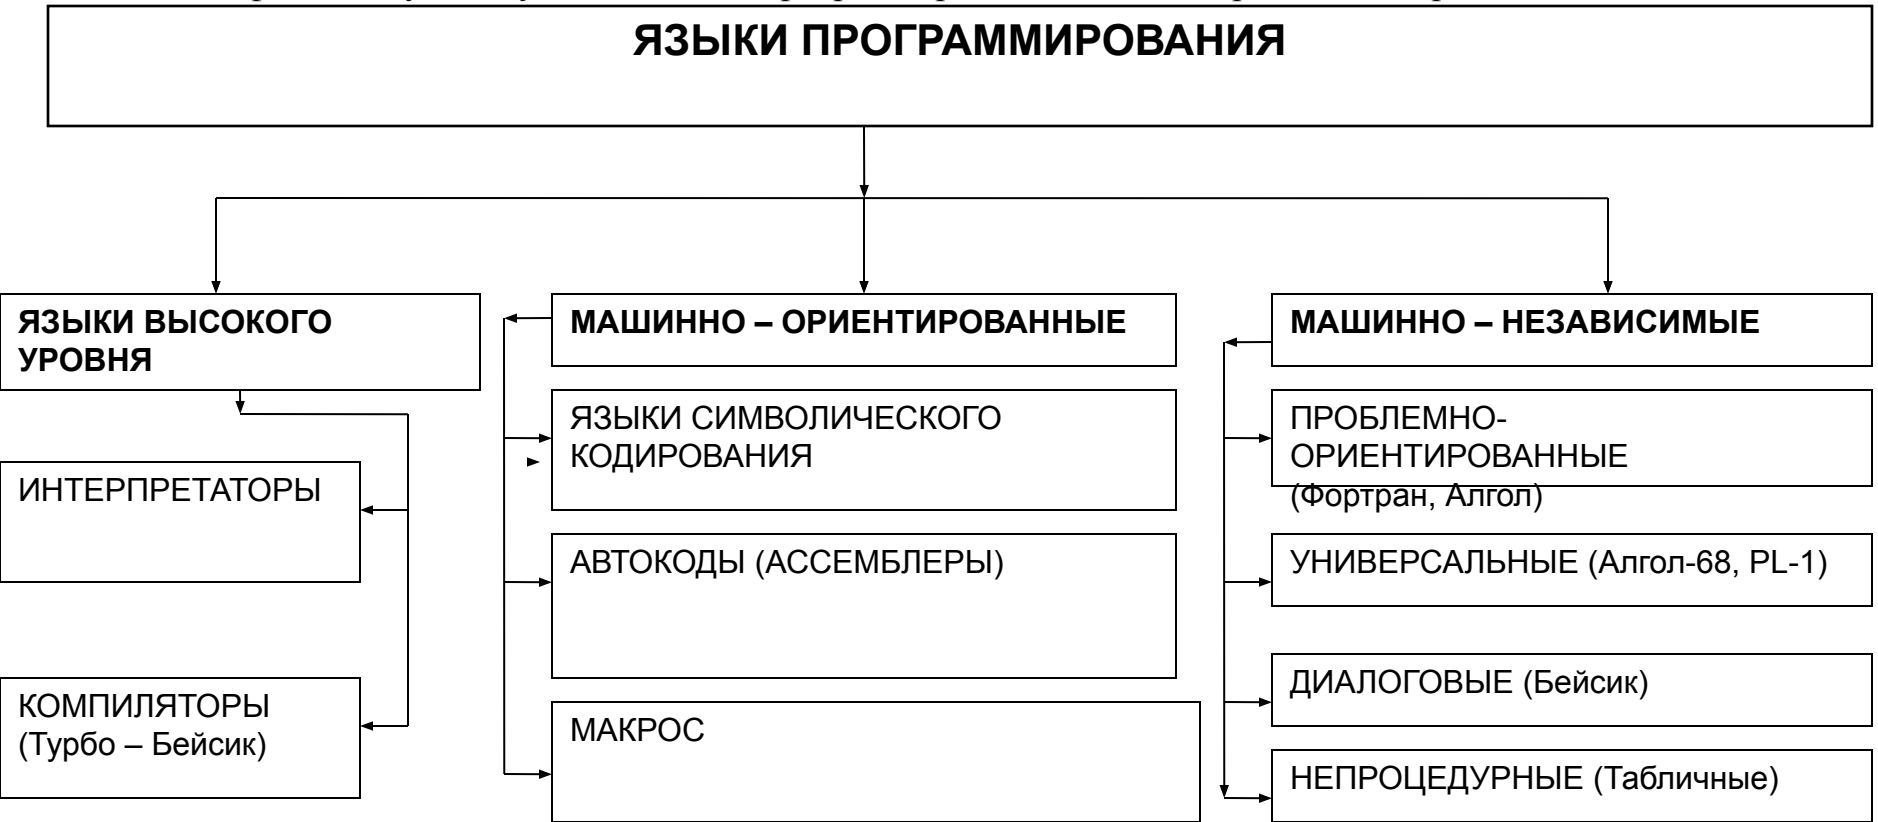 ЯЗЫКИ ПРОГРАММИРОВАНИЯ
ЯЗЫКИ ВЫСОКОГО
УРОВНЯ
ИНТЕРПРЕТАТОРЫ
КОМПИЛЯТОРЫ
(Турбо – Бейсик)
МАШИННО – ОРИЕНТИРОВАННЫЕ
ЯЗЫКИ СИМВОЛИЧЕСКОГО
КОДИРОВАНИЯ
АВТОКОДЫ (АССЕМБЛЕРЫ)
МАКРОС
МАШИННО – НЕЗАВИСИМЫЕ
ПРОБЛЕМНО-
ОРИЕНТИРОВАННЫЕ
(Фортран, Алгол)
УНИВЕРСАЛЬНЫЕ (Алгол-68, PL-1)
ДИАЛОГОВЫЕ (Бейсик)
НЕПРОЦЕДУРНЫЕ (Табличные)